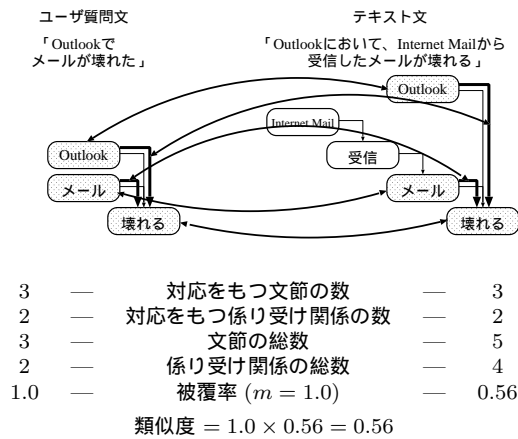 ユーザ質問文
テキスト文
「Outlookで
メールが壊れた」
「Outlookにおいて、Internet Mailから
受信したメールが壊れる」
Outlook
Internet Mail
Outlook
受信
メール
メール
壊れる
壊れる
3 — 対応をもつ文節の数 — 3
2 — 対応をもつ係り受け関係の数 — 2
3 — 文節の総数 — 5
2 — 係り受け関係の総数 — 4
1.0 — 被覆率 (m = 1.0) — 0.56
類似度 = 1.0 × 0.56 = 0.56